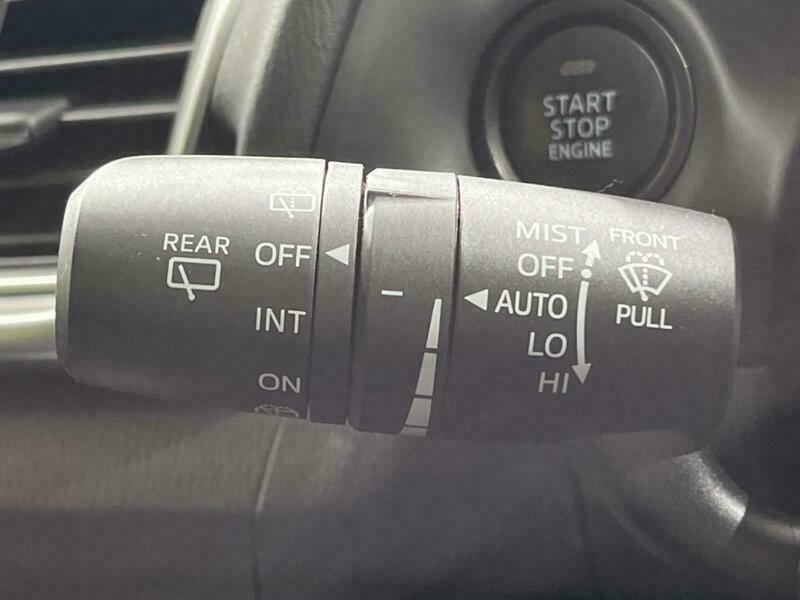 START
STOP
ENGINE
REAR
OFF
INT
ON
MIST
OFF
AUTO
LO
HI
FRONT
PULL